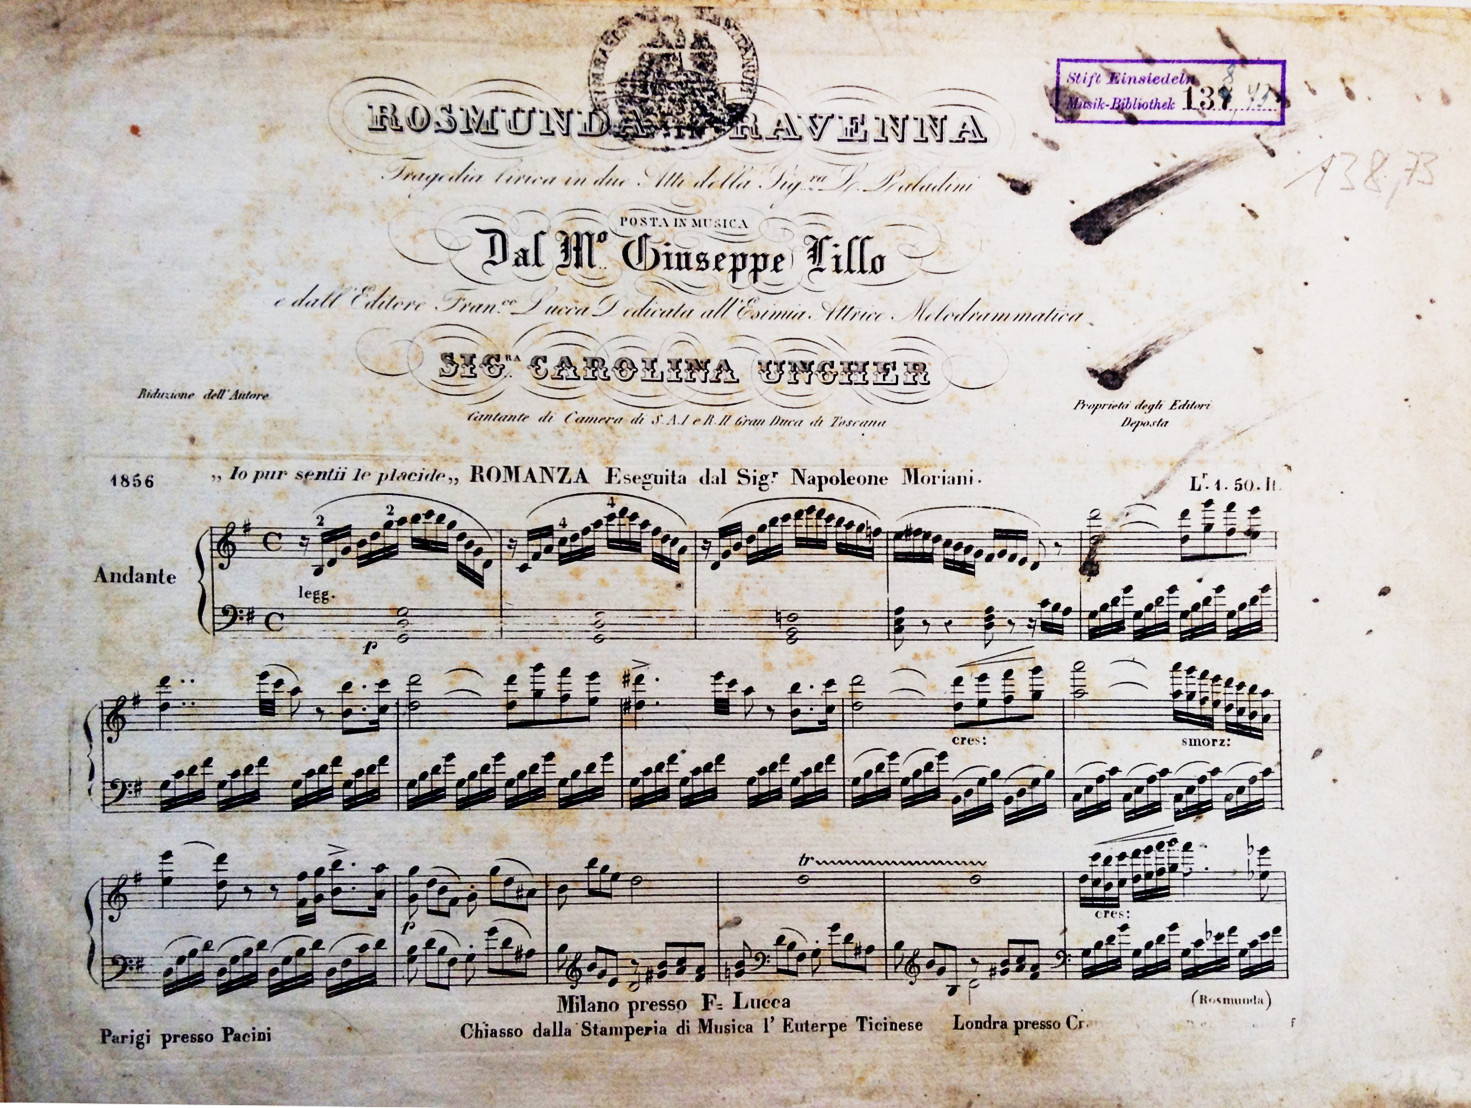 Stift Einsiedeln
Musik-Bibliothek 137
138,73
ROSMUNDA IN RAVENNA
Tragedia lirica in due Atti della Sig.ra L. Paladini
POSTA IN MUSICA
Dal M.o Giuseppe Lillo
e dall'Editore Fran.co Lucca Dedicata all'Esimia Attrice Melodrammatica
SIG.RA CAROLINA UNGHER
Riduzione dell'Autore
Cantante di Camera di S.A.I e R. Il Gran Duca di Toscana
Proprietà degli Editori
Deposta
1856 „Io pur sentii le placide„ ROMANZA Eseguita dal Sig.r Napoleone Moriani. L.r 1. 50. It.
2 2 4 4
Andante
legg.
p
cres: smorz:
tr
p cres:
Milano presso F. Lucca (Rosmunda)
Parigi presso Pacini Chiasso dalla Stamperia di Musica l' Euterpe Ticinese Londra presso Cr.